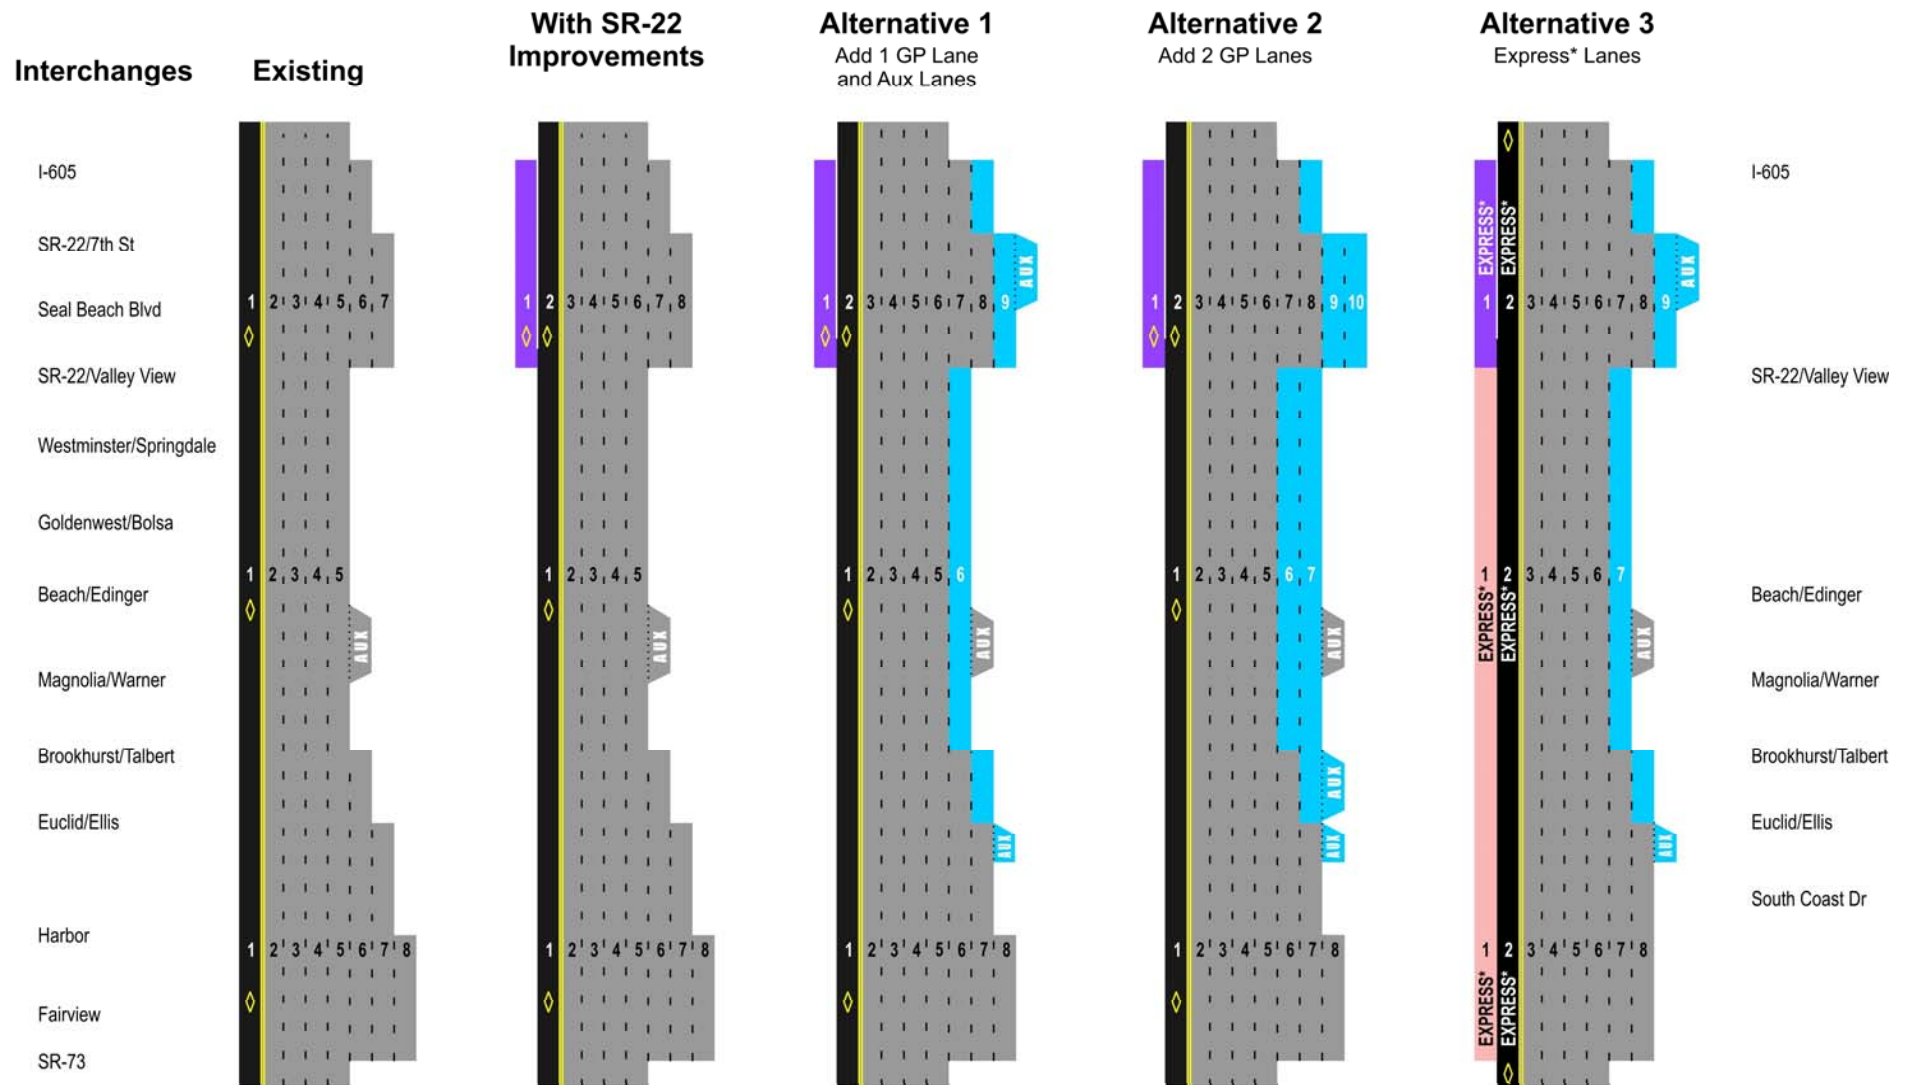 Interchanges
Existing
With SR-22
Improvements
Alternative 1
Add 1 GP Lane
and Aux Lanes
Alternative 2
Add 2 GP Lanes
Alternative 3
Express* Lanes
I-605
SR-22/7th St
Seal Beach Blvd
SR-22/Valley View
Westminster/Springdale
Goldenwest/Bolsa
Beach/Edinger
Magnolia/Warner
Brookhurst/Talbert
Euclid/Ellis
Harbor
Fairview
SR-73
1 2 3 4 5 6 7
1 2 3 4 5
AUX
1 2 3 4 5 6 7 8
1 2 3 4 5 6 7 8
1 2 3 4 5
AUX
1 2 3 4 5 6 7 8
AUX
1 2 3 4 5 6 7 8 9
1 2 3 4 5 6
AUX
AUX
1 2 3 4 5 6 7 8
1 2 3 4 5 6 7 8 9 10
1 2 3 4 5 6 7
AUX
AUX
AUX
1 2 3 4 5 6 7 8
EXPRESS*
EXPRESS*
AUX
1 2 3 4 5 6 7 8 9
1 2 3 4 5 6 7
EXPRESS*
EXPRESS*
AUX
AUX
1 2 3 4 5 6 7 8
EXPRESS*
EXPRESS*
I-605
SR-22/Valley View
Beach/Edinger
Magnolia/Warner
Brookhurst/Talbert
Euclid/Ellis
South Coast Dr